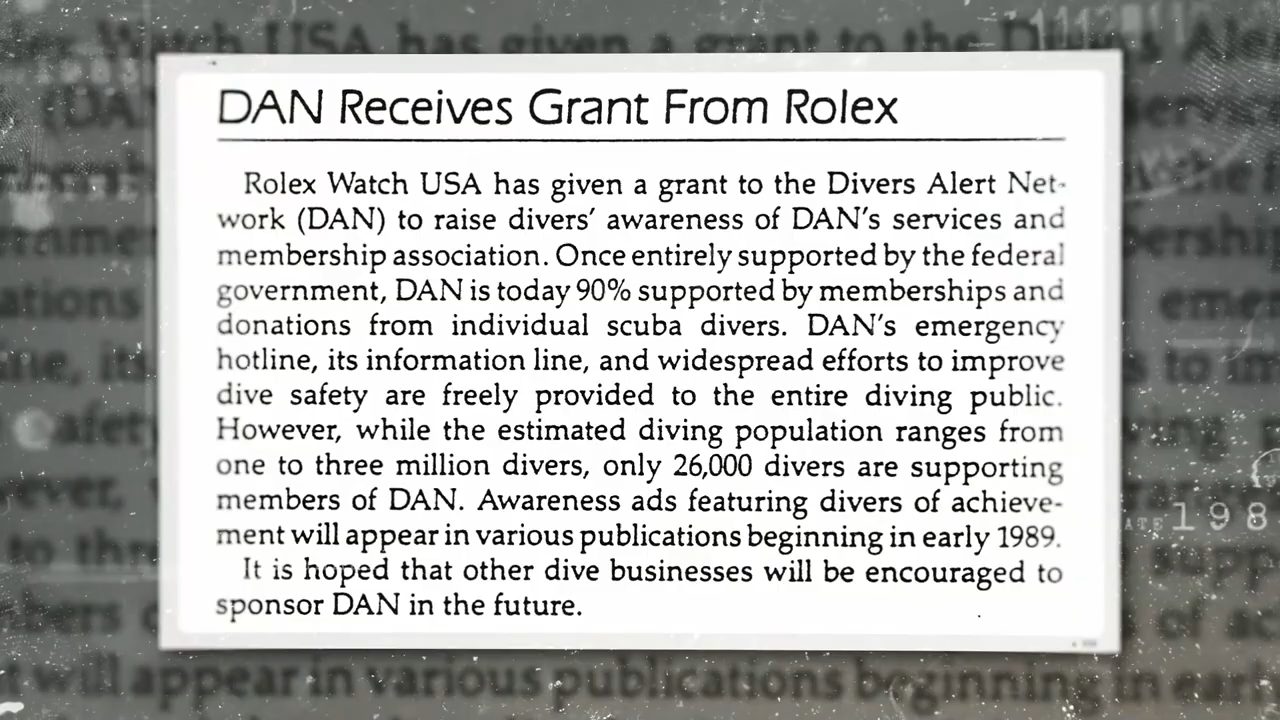 DAN Receives Grant From Rolex
Rolex Watch USA has given a grant to the Divers Alert Net-
work (DAN) to raise divers' awareness of DAN's services and
membership association. Once entirely supported by the federal
government, DAN is today 90% supported by memberships and
donations from individual scuba divers. DAN's emergency
hotline, its information line, and widespread efforts to improve
dive safety are freely provided to the entire diving public.
However, while the estimated diving population ranges from
one to three million divers, only 26,000 divers are supporting
members of DAN. Awareness ads featuring divers of achieve-
ment will appear in various publications beginning in early 1989.
It is hoped that other dive businesses will be encouraged to
sponsor DAN in the future.